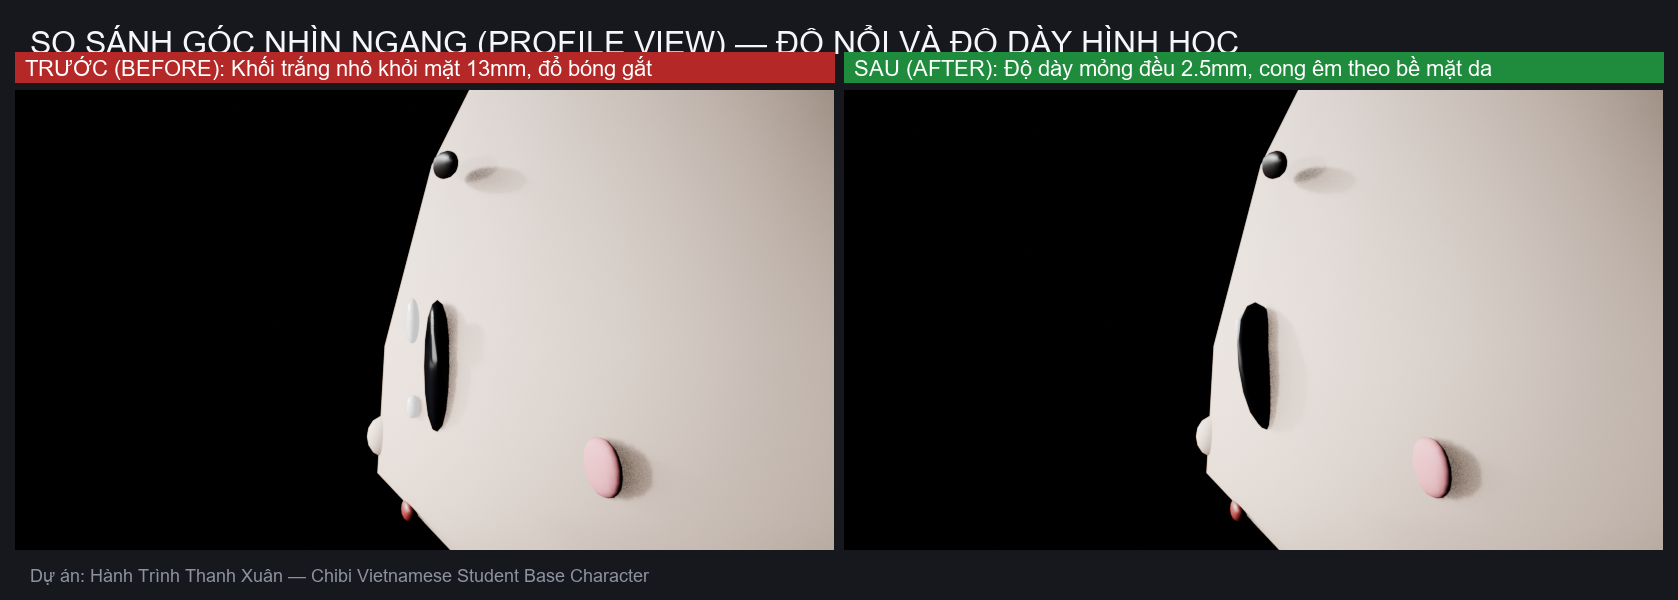 SO SÁNH GÓC NHÌN NGANG (PROFILE VIEW) — ĐỘ NỔI VÀ ĐỘ DÀY HÌNH HỌC
TRƯỚC (BEFORE): Khối trắng nhô khỏi mặt 13mm, đổ bóng gắt
SAU (AFTER): Độ dày mỏng đều 2.5mm, cong êm theo bề mặt da
Dự án: Hành Trình Thanh Xuân — Chibi Vietnamese Student Base Character